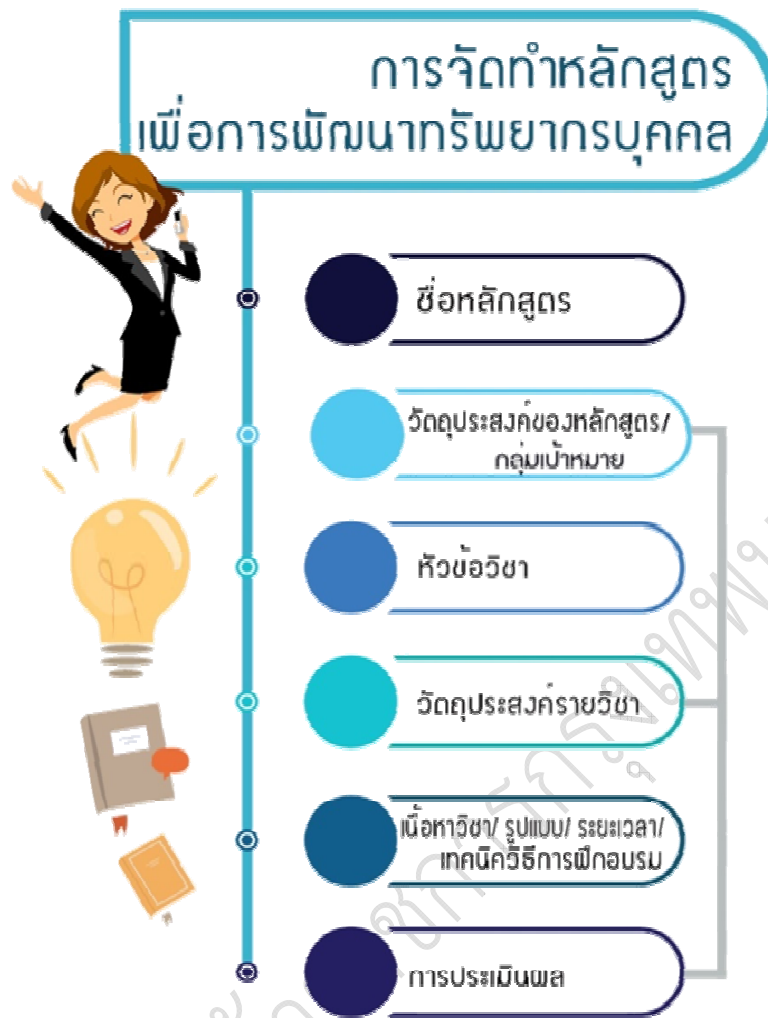 การจัดทำหลักสูตร
เพื่อการพัฒนาทรัพยากรบุคคล
ชื่อหลักสูตร
วัตถุประสงค์ของหลักสูตร/
กลุ่มเป้าหมาย
หัวข้อวิชา
วัตถุประสงค์รายวิชา
เนื้อหาวิชา/ รูปแบบ/ ระยะเวลา/
เทคนิควิธีการฝึกอบรม
การประเมินผล